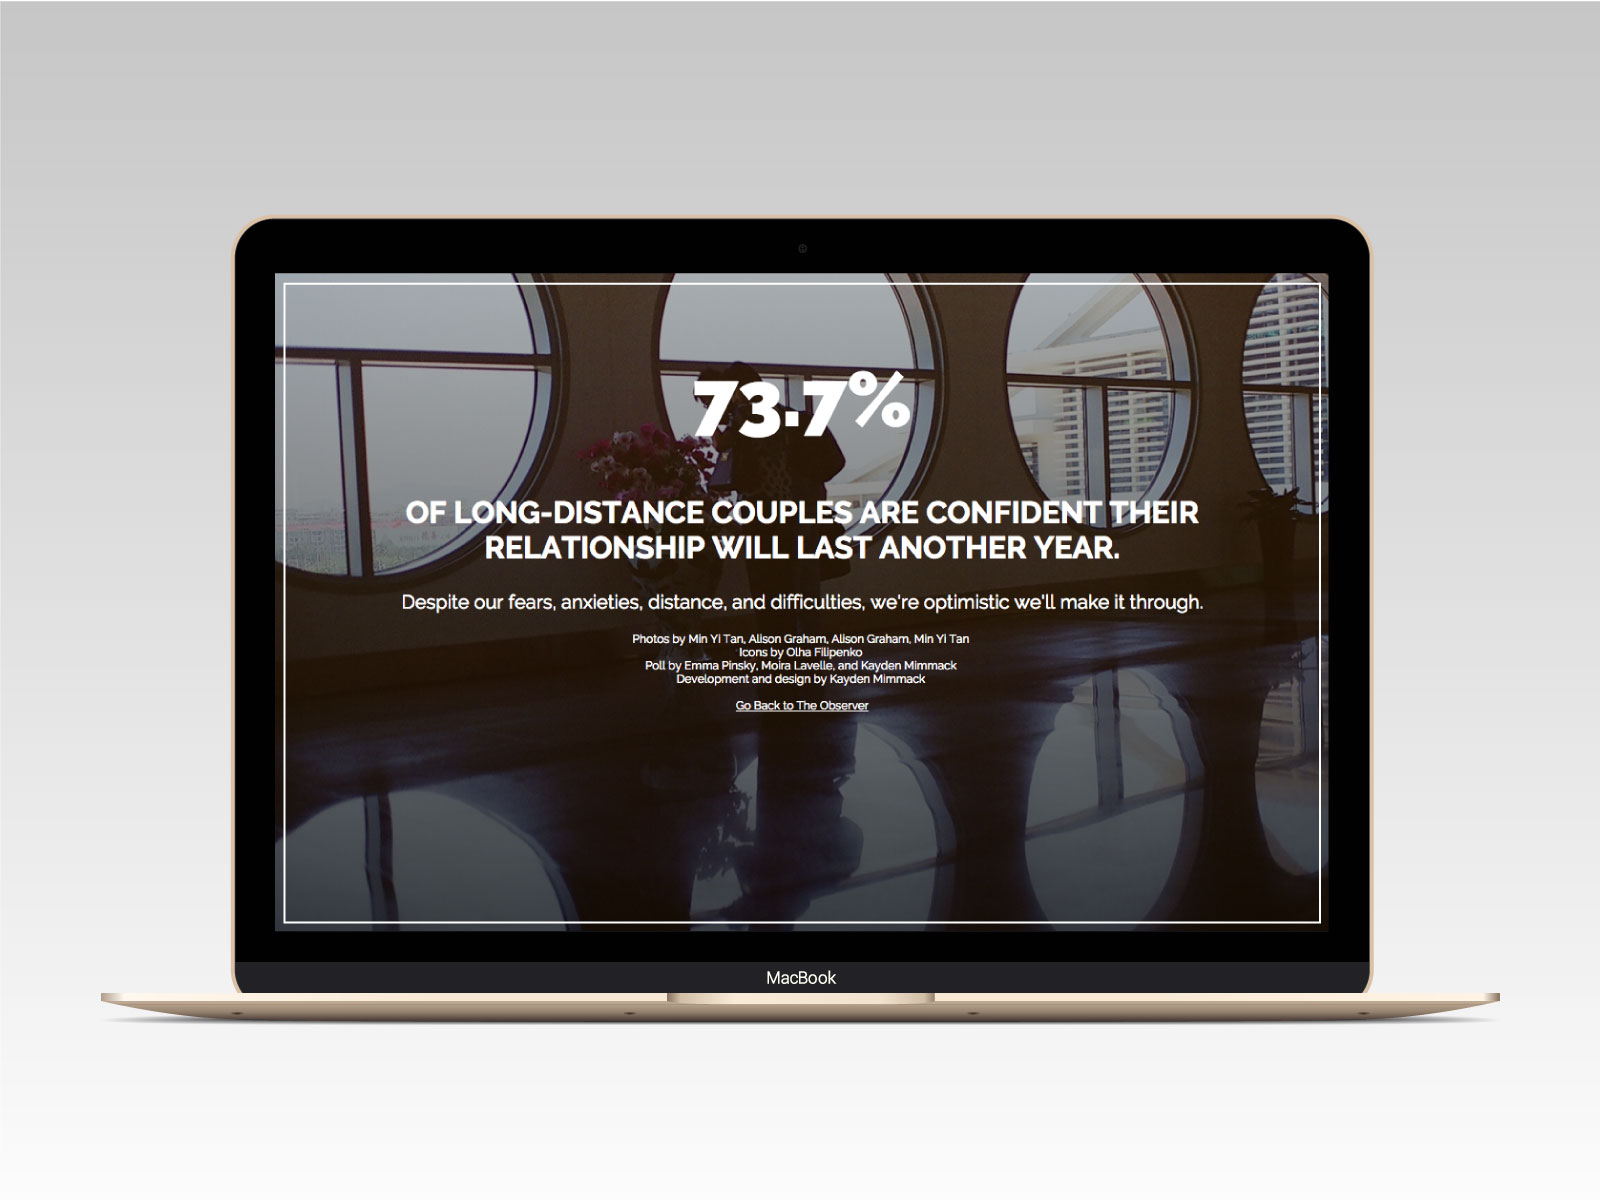 73.7%
OF LONG-DISTANCE COUPLES ARE CONFIDENT THEIR
RELATIONSHIP WILL LAST ANOTHER YEAR.
Despite our fears, anxieties, distance, and difficulties, we're optimistic we'll make it through.
Photos by Min Yi Tan, Alison Graham, Alison Graham, Min Yi Tan
Icons by Olha Filipenko
Poll by Emma Pinsky, Moira Lavelle, and Kayden Mimmack
Development and design by Kayden Mimmack
Go Back to The Observer
MacBook